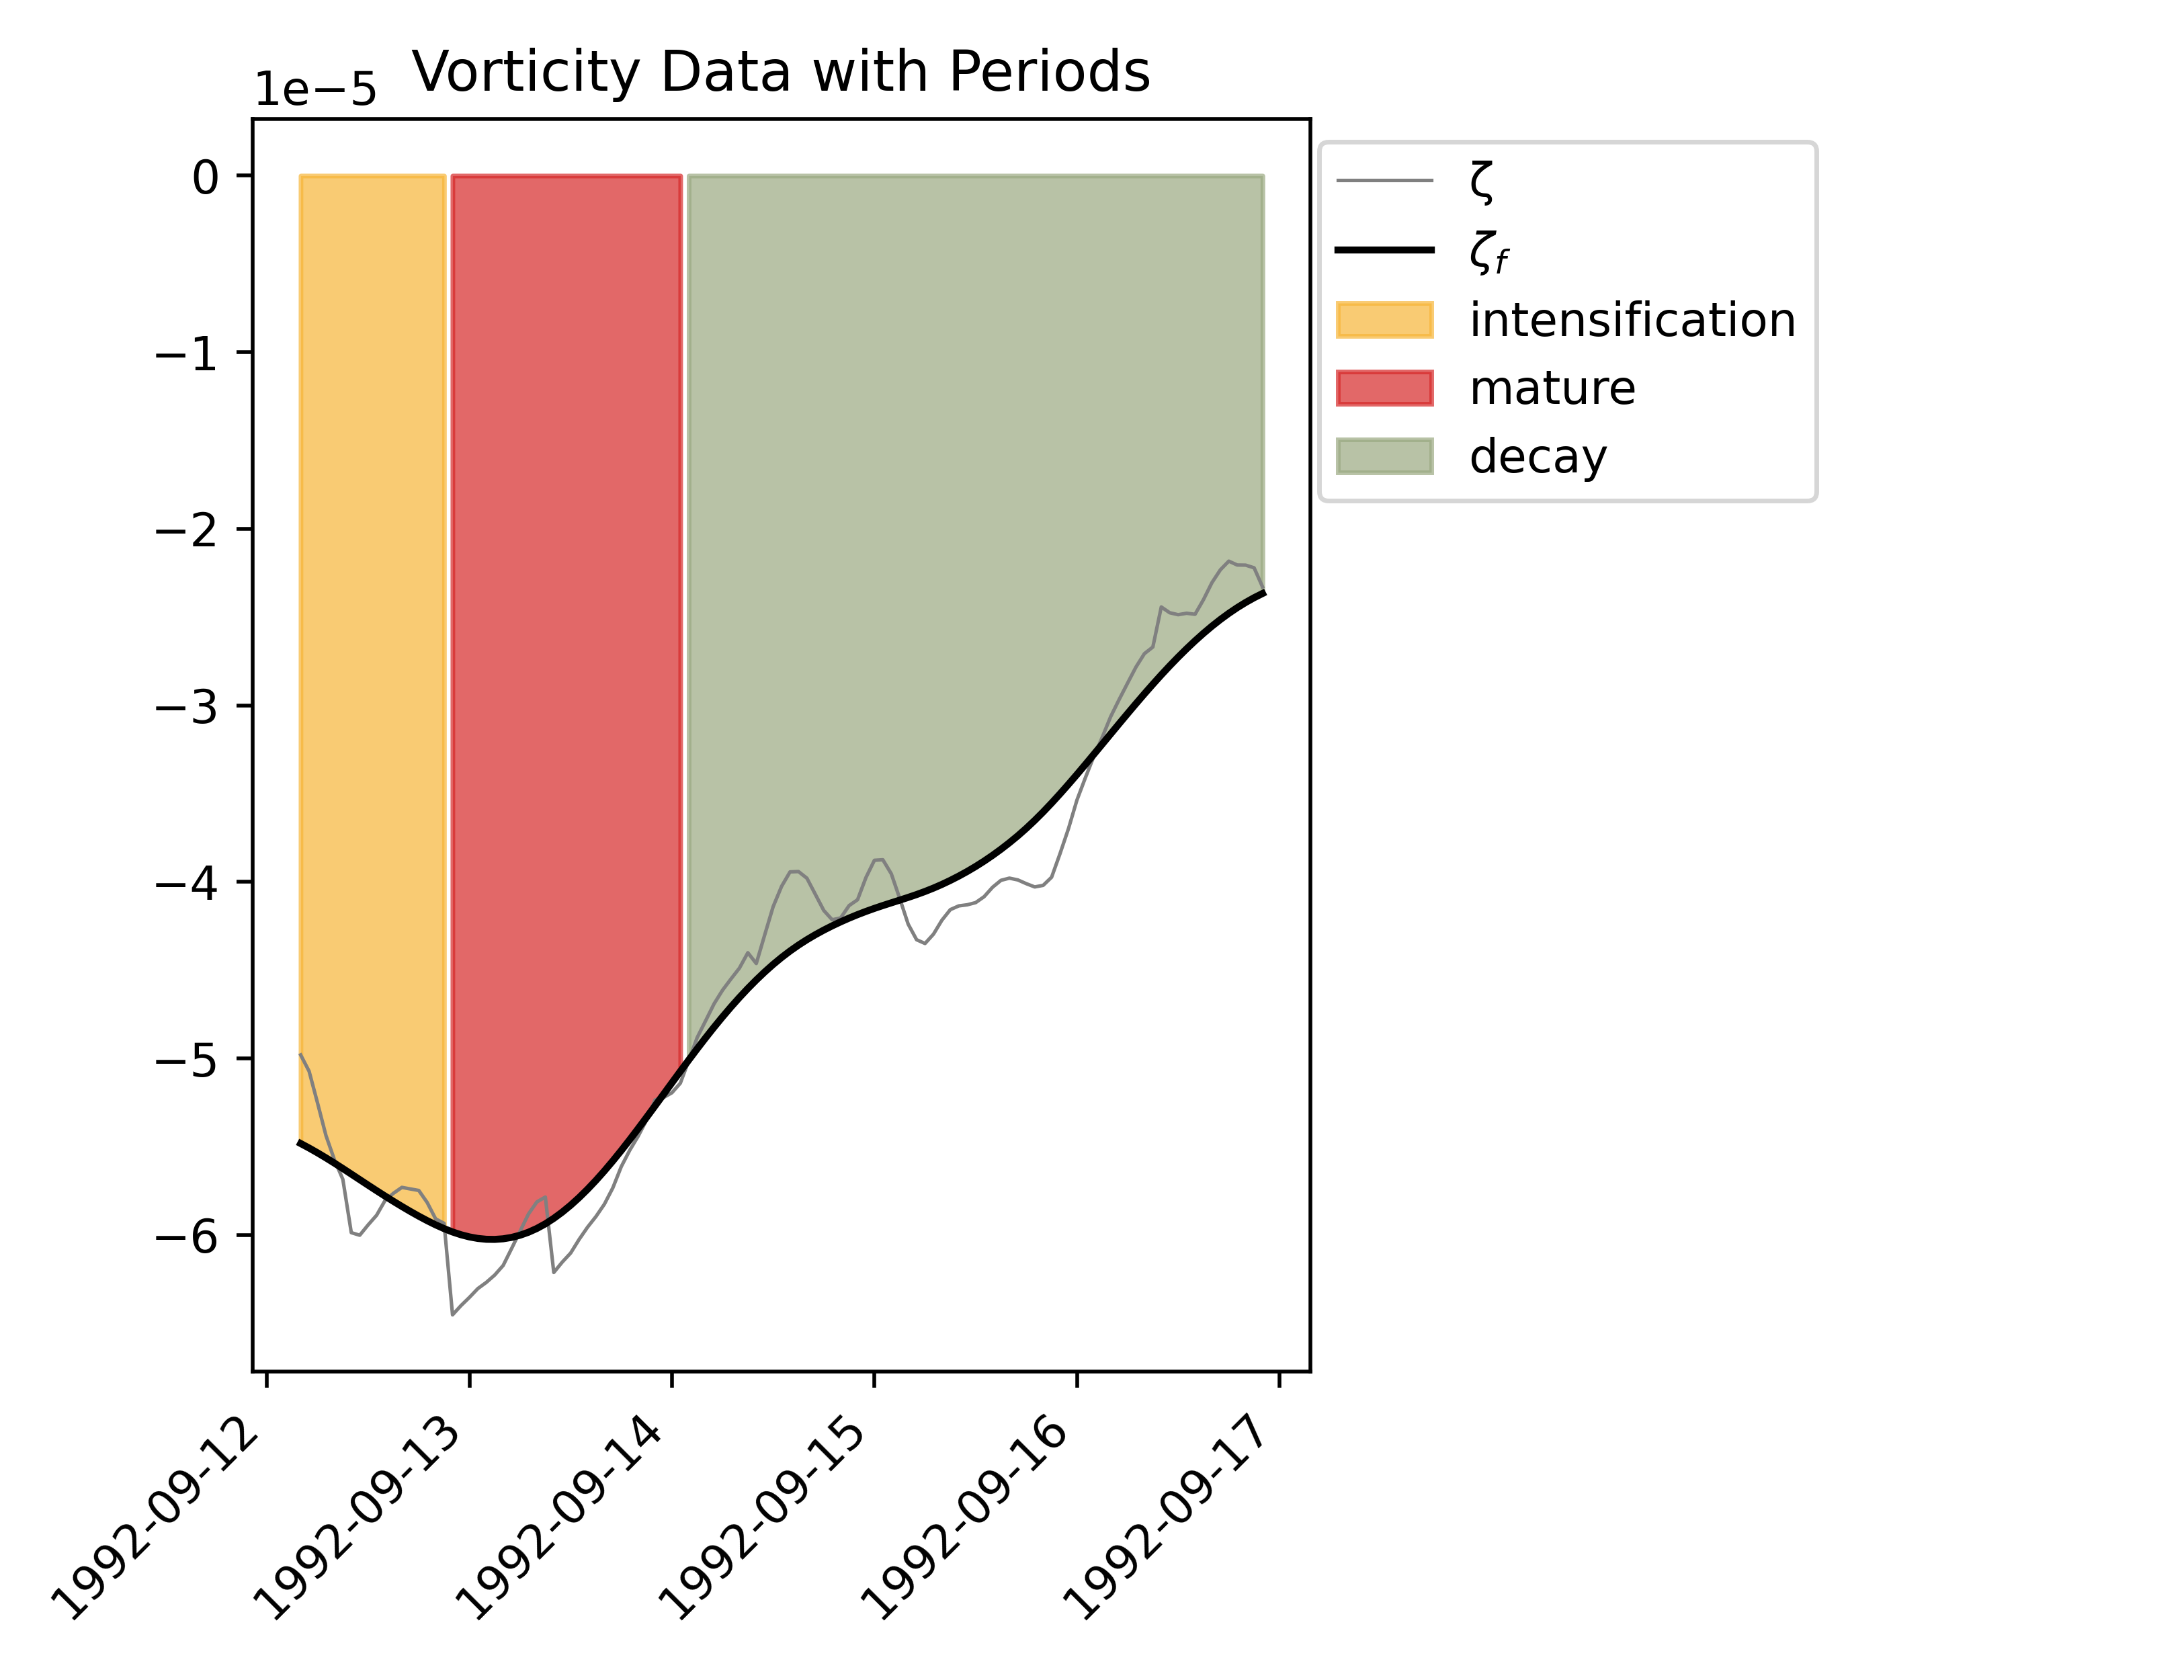 Vorticity Data with Periods
1e−5
0
−1
−2
−3
−4
−5
−6
1992-09-12
1992-09-13
1992-09-14
1992-09-15
1992-09-16
1992-09-17
ζ
ζf
intensification
mature
decay